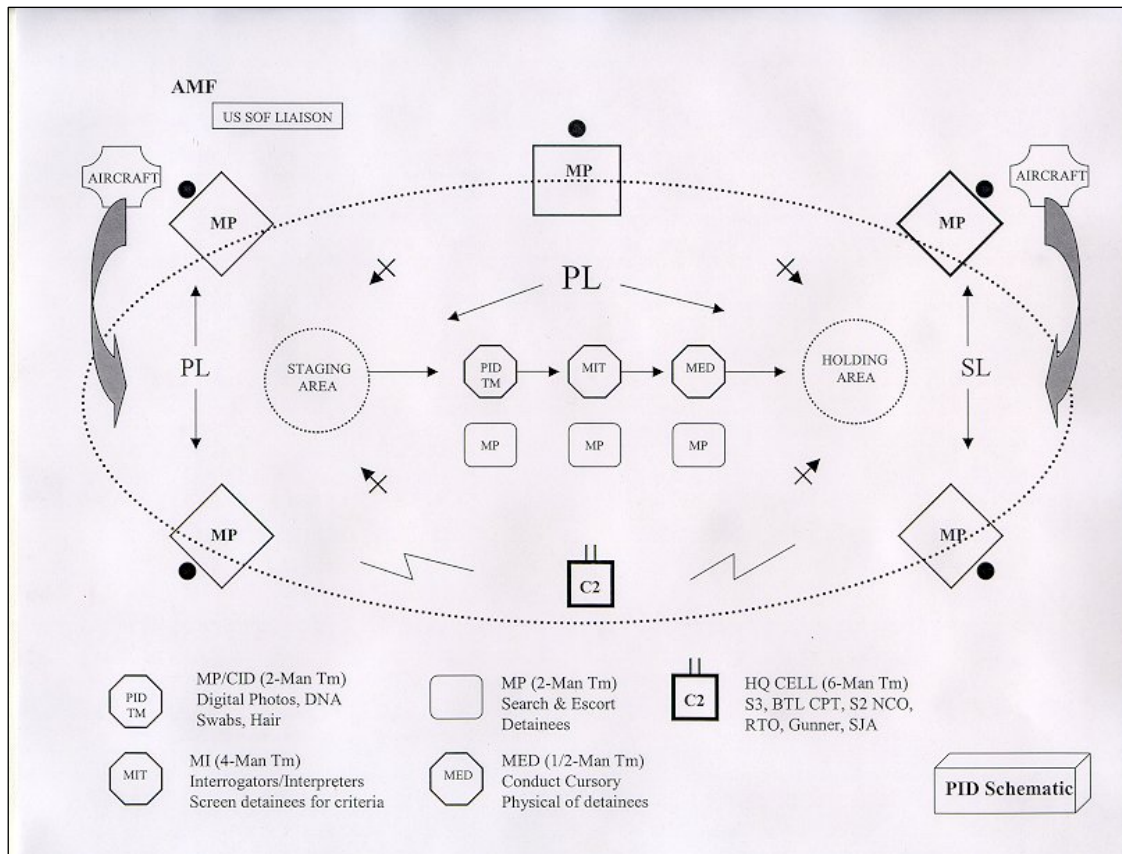 AMF
US SOF LIAISON
AIRCRAFT
MP
MP
MP
AIRCRAFT
PL
PL
SL
STAGING
AREA
PID
TM
MIT
MED
HOLDING
AREA
MP
MP
MP
MP
C2
MP
PID
TM
MP/CID (2-Man Tm)
Digital Photos, DNA
Swabs, Hair
MP (2-Man Tm)
Search & Escort
Detainees
C2
HQ CELL (6-Man Tm)
S3, BTL CPT, S2 NCO,
RTO, Gunner, SJA
MIT
MI (4-Man Tm)
Interrogators/Interpreters
Screen detainees for criteria
MED
MED (1/2-Man Tm)
Conduct Cursory
Physical of detainees
PID Schematic